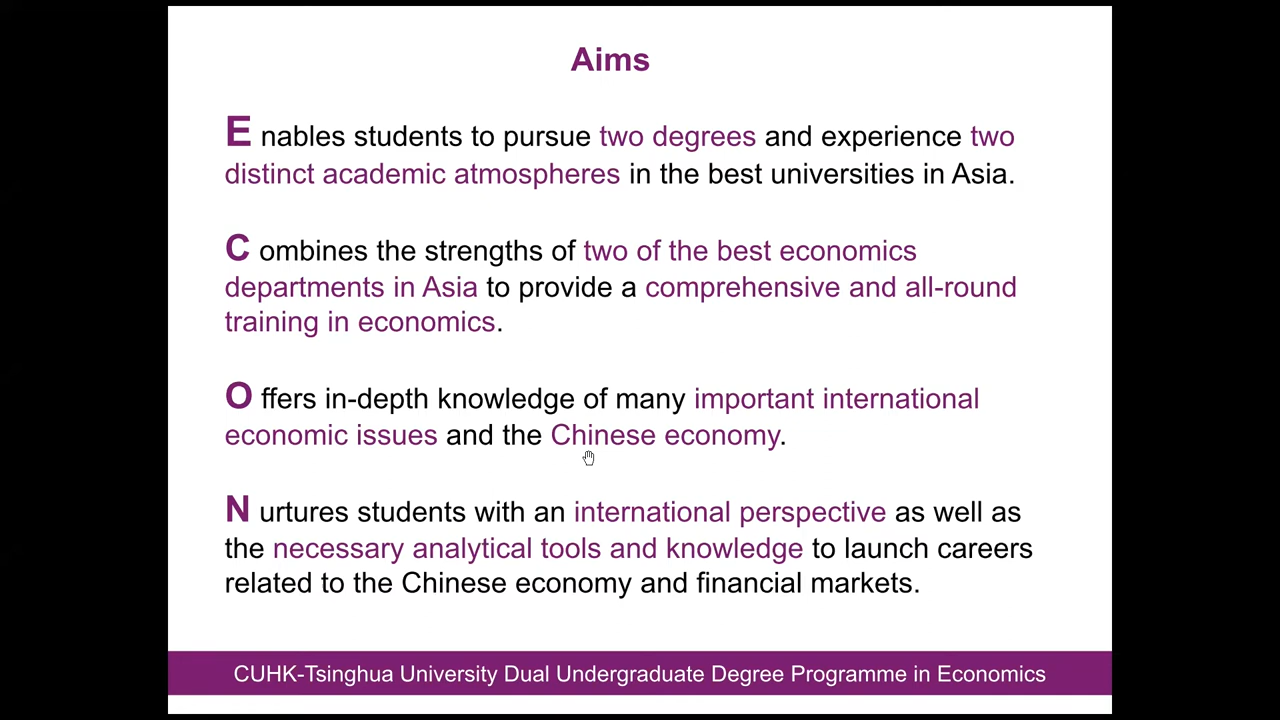 Aims
E nables students to pursue two degrees and experience two
distinct academic atmospheres in the best universities in Asia.
C ombines the strengths of two of the best economics
departments in Asia to provide a comprehensive and all-round
training in economics.
O ffers in-depth knowledge of many important international
economic issues and the Chinese economy.
N urtures students with an international perspective as well as
the necessary analytical tools and knowledge to launch careers
related to the Chinese economy and financial markets.
CUHK-Tsinghua University Dual Undergraduate Degree Programme in Economics